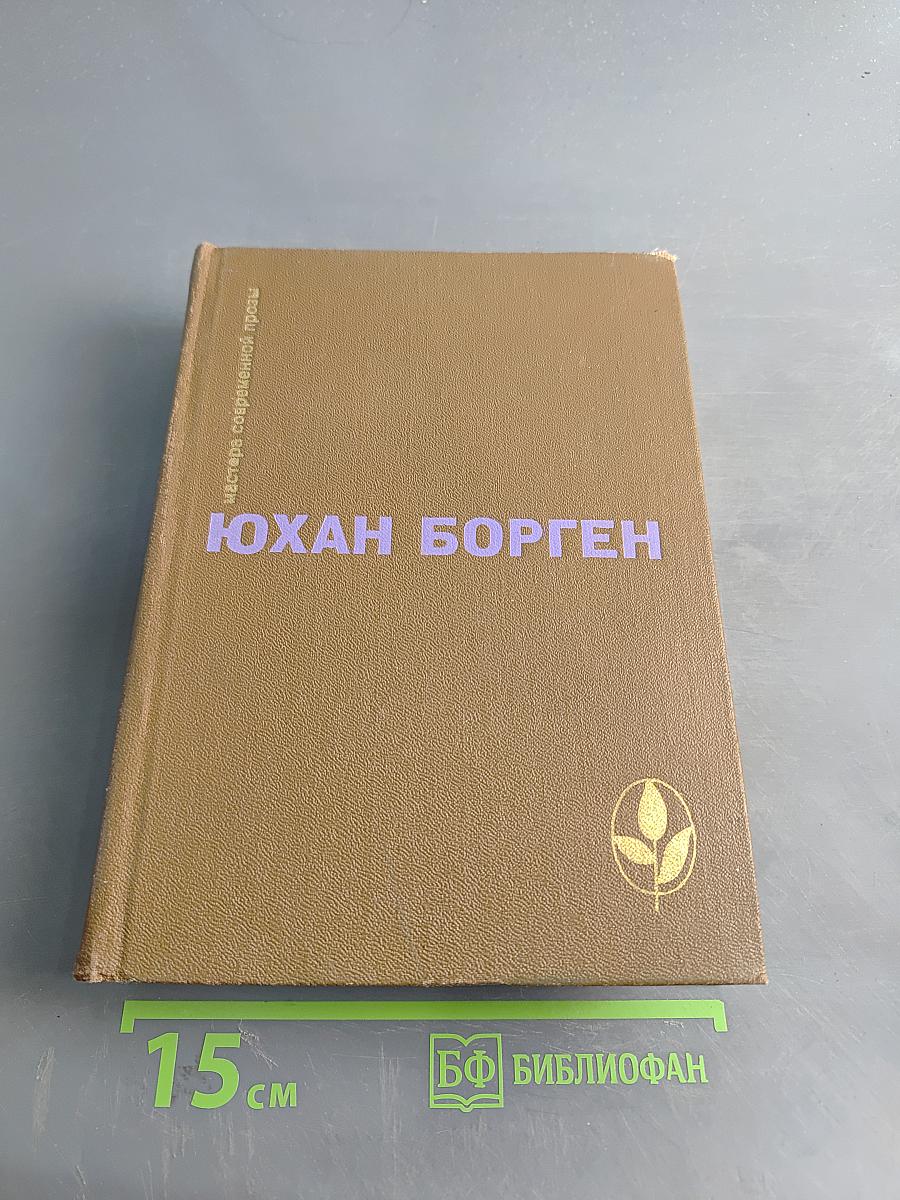 мастера современной прозы
ЮХАН БОРГЕН
15 см
БФ БИБЛИОФАН